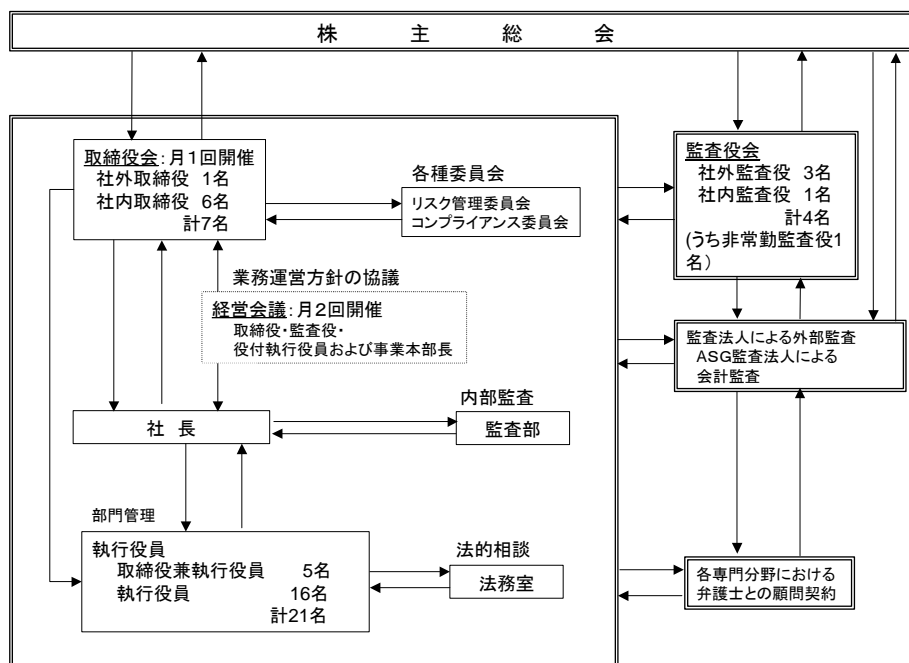 株 主 総 会
取締役会：月1回開催
社外取締役 1名
社内取締役 6名
計7名
各種委員会
リスク管理委員会
コンプライアンス委員会
監査役会
社外監査役 3名
社内監査役 1名
計4名
(うち非常勤監査役1
名）
業務運営方針の協議
経営会議：月2回開催
取締役・監査役・
役付執行役員および事業本部長
監査法人による外部監査
ASG監査法人による
会計監査
社 長
内部監査
監査部
部門管理
執行役員
取締役兼執行役員 5名
執行役員 16名
計21名
法的相談
法務室
各専門分野における
弁護士との顧問契約